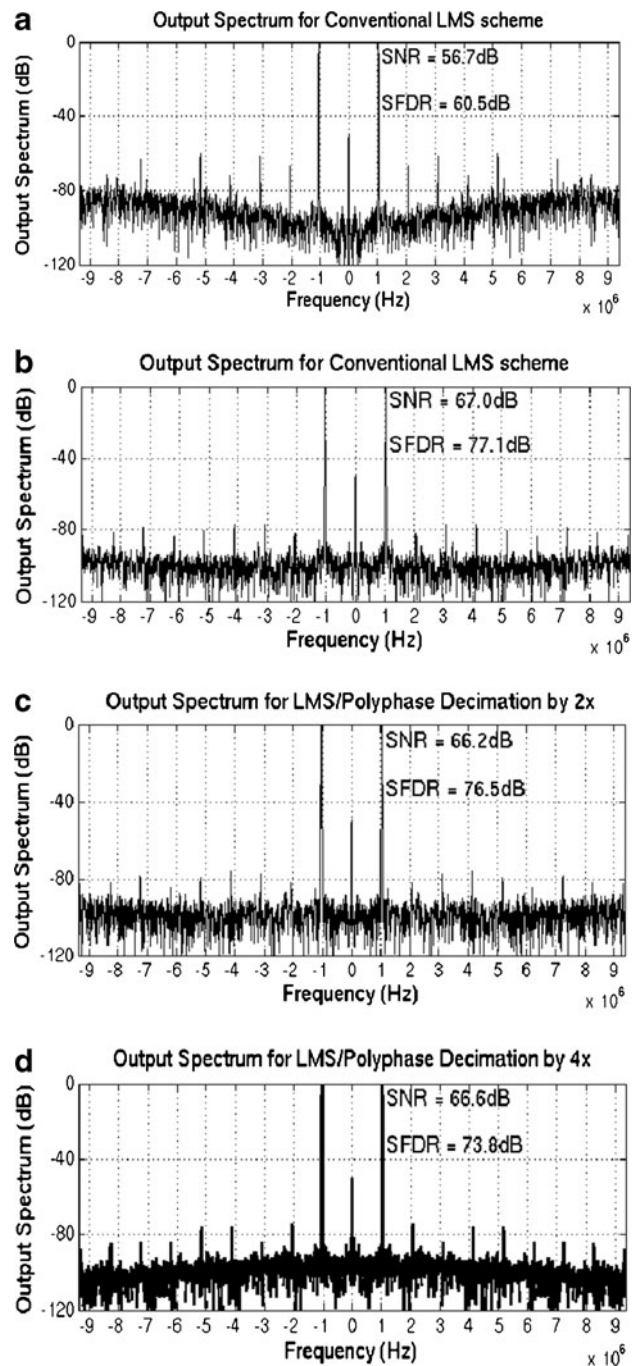 a
Output Spectrum for Conventional LMS scheme
Output Spectrum (dB)
0
-40
-80
-120
SNR = 56.7dB
SFDR = 60.5dB
-9 -8 -7 -6 -5 -4 -3 -2 -1 0 1 2 3 4 5 6 7 8 9
Frequency (Hz)
x 10^6
b
Output Spectrum for Conventional LMS scheme
Output Spectrum (dB)
0
-40
-80
-120
SNR = 67.0dB
SFDR = 77.1dB
-9 -8 -7 -6 -5 -4 -3 -2 -1 0 1 2 3 4 5 6 7 8 9
Frequency (Hz)
x 10^6
c
Output Spectrum for LMS/Polyphase Decimation by 2x
Output Spectrum (dB)
0
-40
-80
-120
SNR = 66.2dB
SFDR = 76.5dB
-9 -8 -7 -6 -5 -4 -3 -2 -1 0 1 2 3 4 5 6 7 8 9
Frequency (Hz)
x 10^6
d
Output Spectrum for LMS/Polyphase Decimation by 4x
Output Spectrum (dB)
0
-40
-80
-120
SNR = 66.6dB
SFDR = 73.8dB
-9 -8 -7 -6 -5 -4 -3 -2 -1 0 1 2 3 4 5 6 7 8 9
Frequency (Hz)
x 10^6